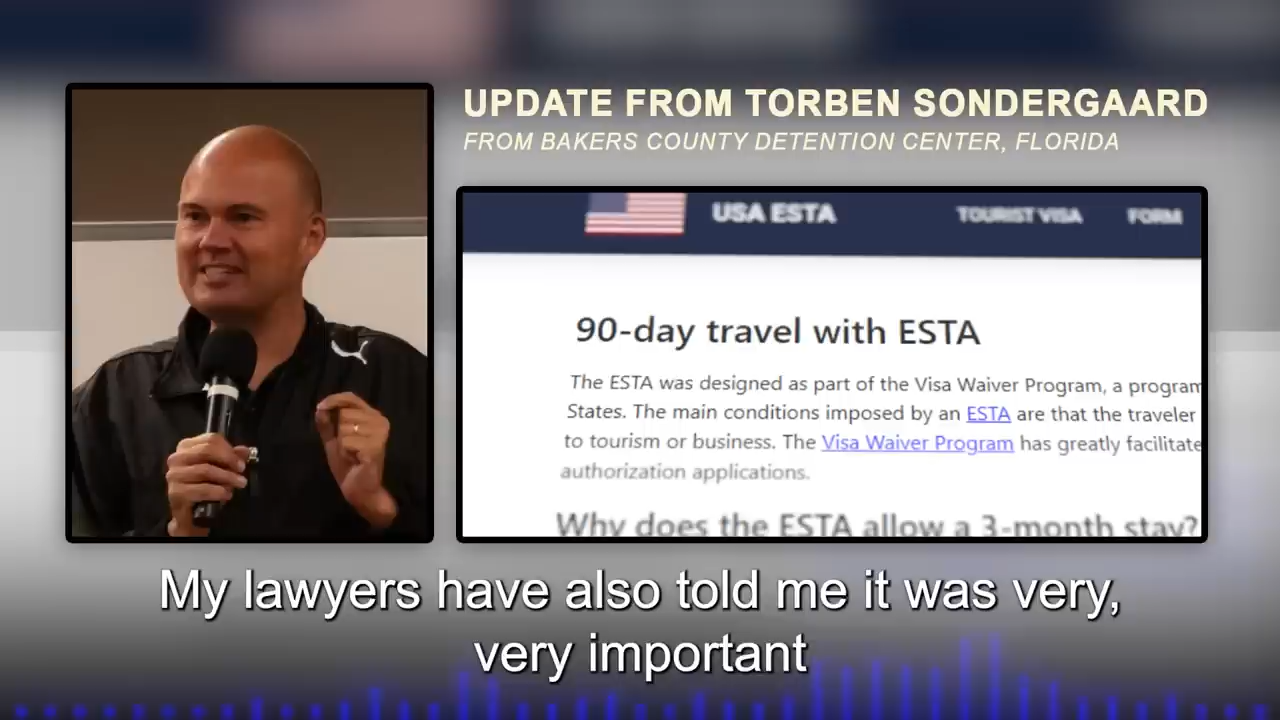 UPDATE FROM TORBEN SONDERGAARD
FROM BAKERS COUNTY DETENTION CENTER, FLORIDA
USA ESTA
TOURIST VISA
FORM
90-day travel with ESTA
The ESTA was designed as part of the Visa Waiver Program, a program
States. The main conditions imposed by an ESTA are that the traveler
to tourism or business. The Visa Waiver Program has greatly facilitate
authorization applications.
Why does the ESTA allow a 3-month stay?
My lawyers have also told me it was very,
very important